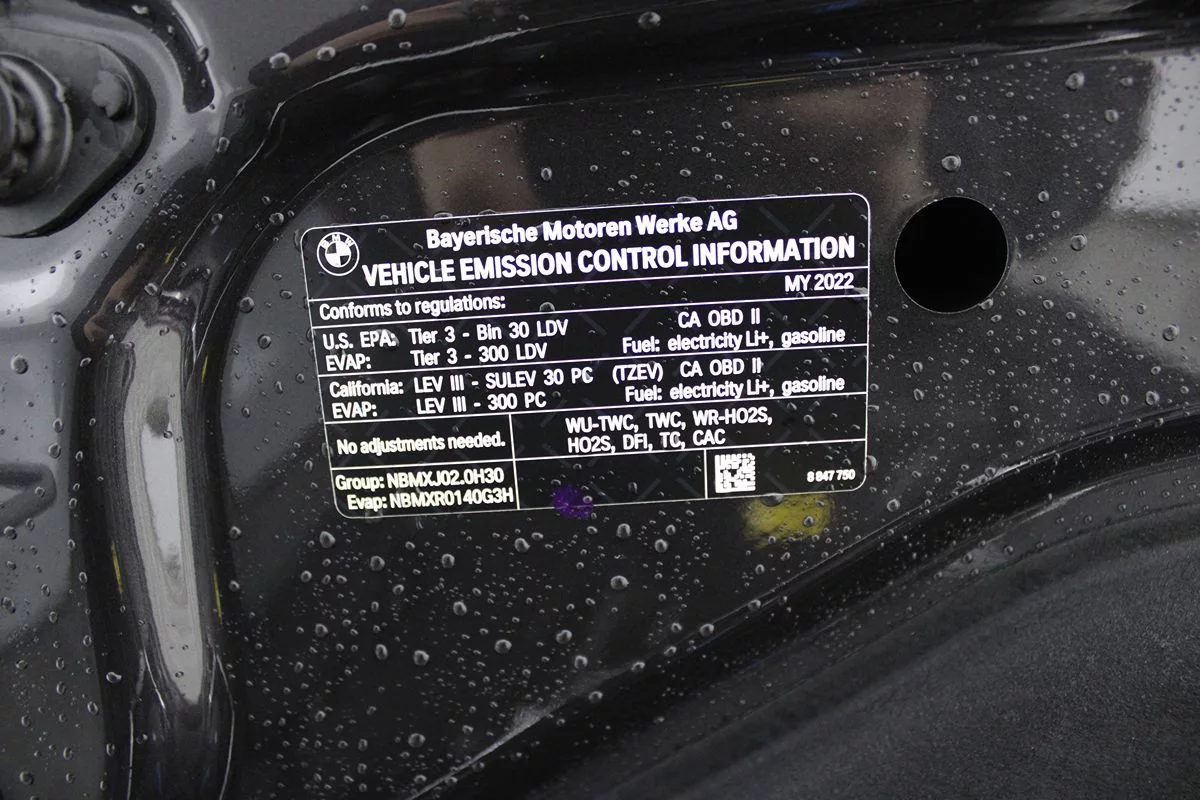 BMW
Bayerische Motoren Werke AG
VEHICLE EMISSION CONTROL INFORMATION
MY 2022
Conforms to regulations:
U.S. EPA: Tier 3 - Bin 30 LDV CA OBD II
EVAP: Tier 3 - 300 LDV Fuel: electricity Li+, gasoline
California: LEV III - SULEV 30 PC (TZEV) CA OBD II
EVAP: LEV III - 300 PC Fuel: electricity Li+, gasoline
No adjustments needed.
WU-TWC, TWC, WR-HO2S,
HO2S, DFI, TC, CAC
Group: NBMXJ02.0H30
Evap: NBMXR0140G3H
8 847 750